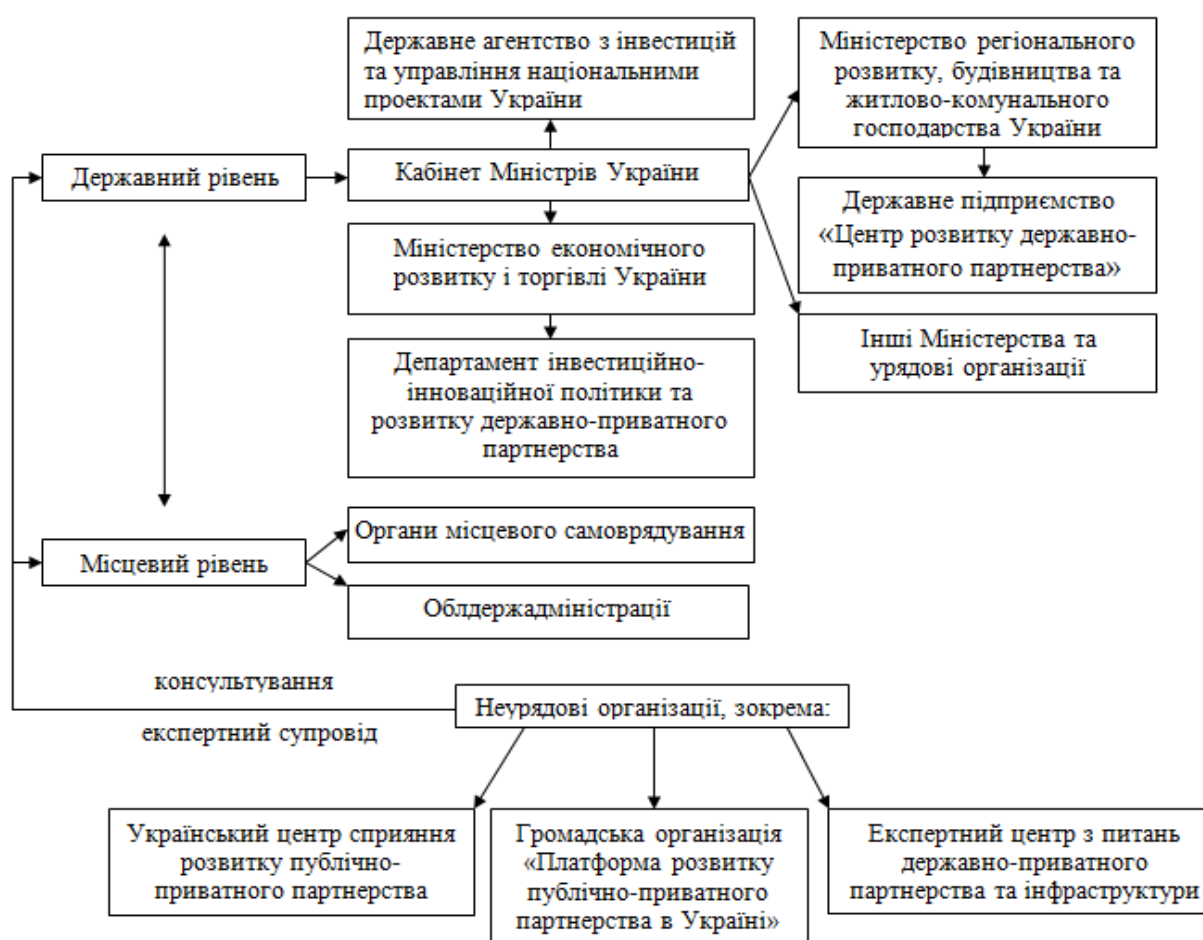 Державне агентство з інвестицій
та управління національними
проектами України
Міністерство регіонального
розвитку, будівництва та
житлово-комунального
господарства України
Державний рівень
Кабінет Міністрів України
Державне підприємство
«Центр розвитку державно-
приватного партнерства»
Міністерство економічного
розвитку і торгівлі України
Інші Міністерства та
урядові організації
Департамент інвестиційно-
інноваційної політики та
розвитку державно-приватного
партнерства
Місцевий рівень
Органи місцевого самоврядування
Облдержадміністрації
консультування
експертний супровід
Неурядові організації, зокрема:
Український центр сприяння
розвитку публічно-
приватного партнерства
Громадська організація
«Платформа розвитку
публічно-приватного
партнерства в Україні»
Експертний центр з питань
державно-приватного
партнерства та інфраструктури